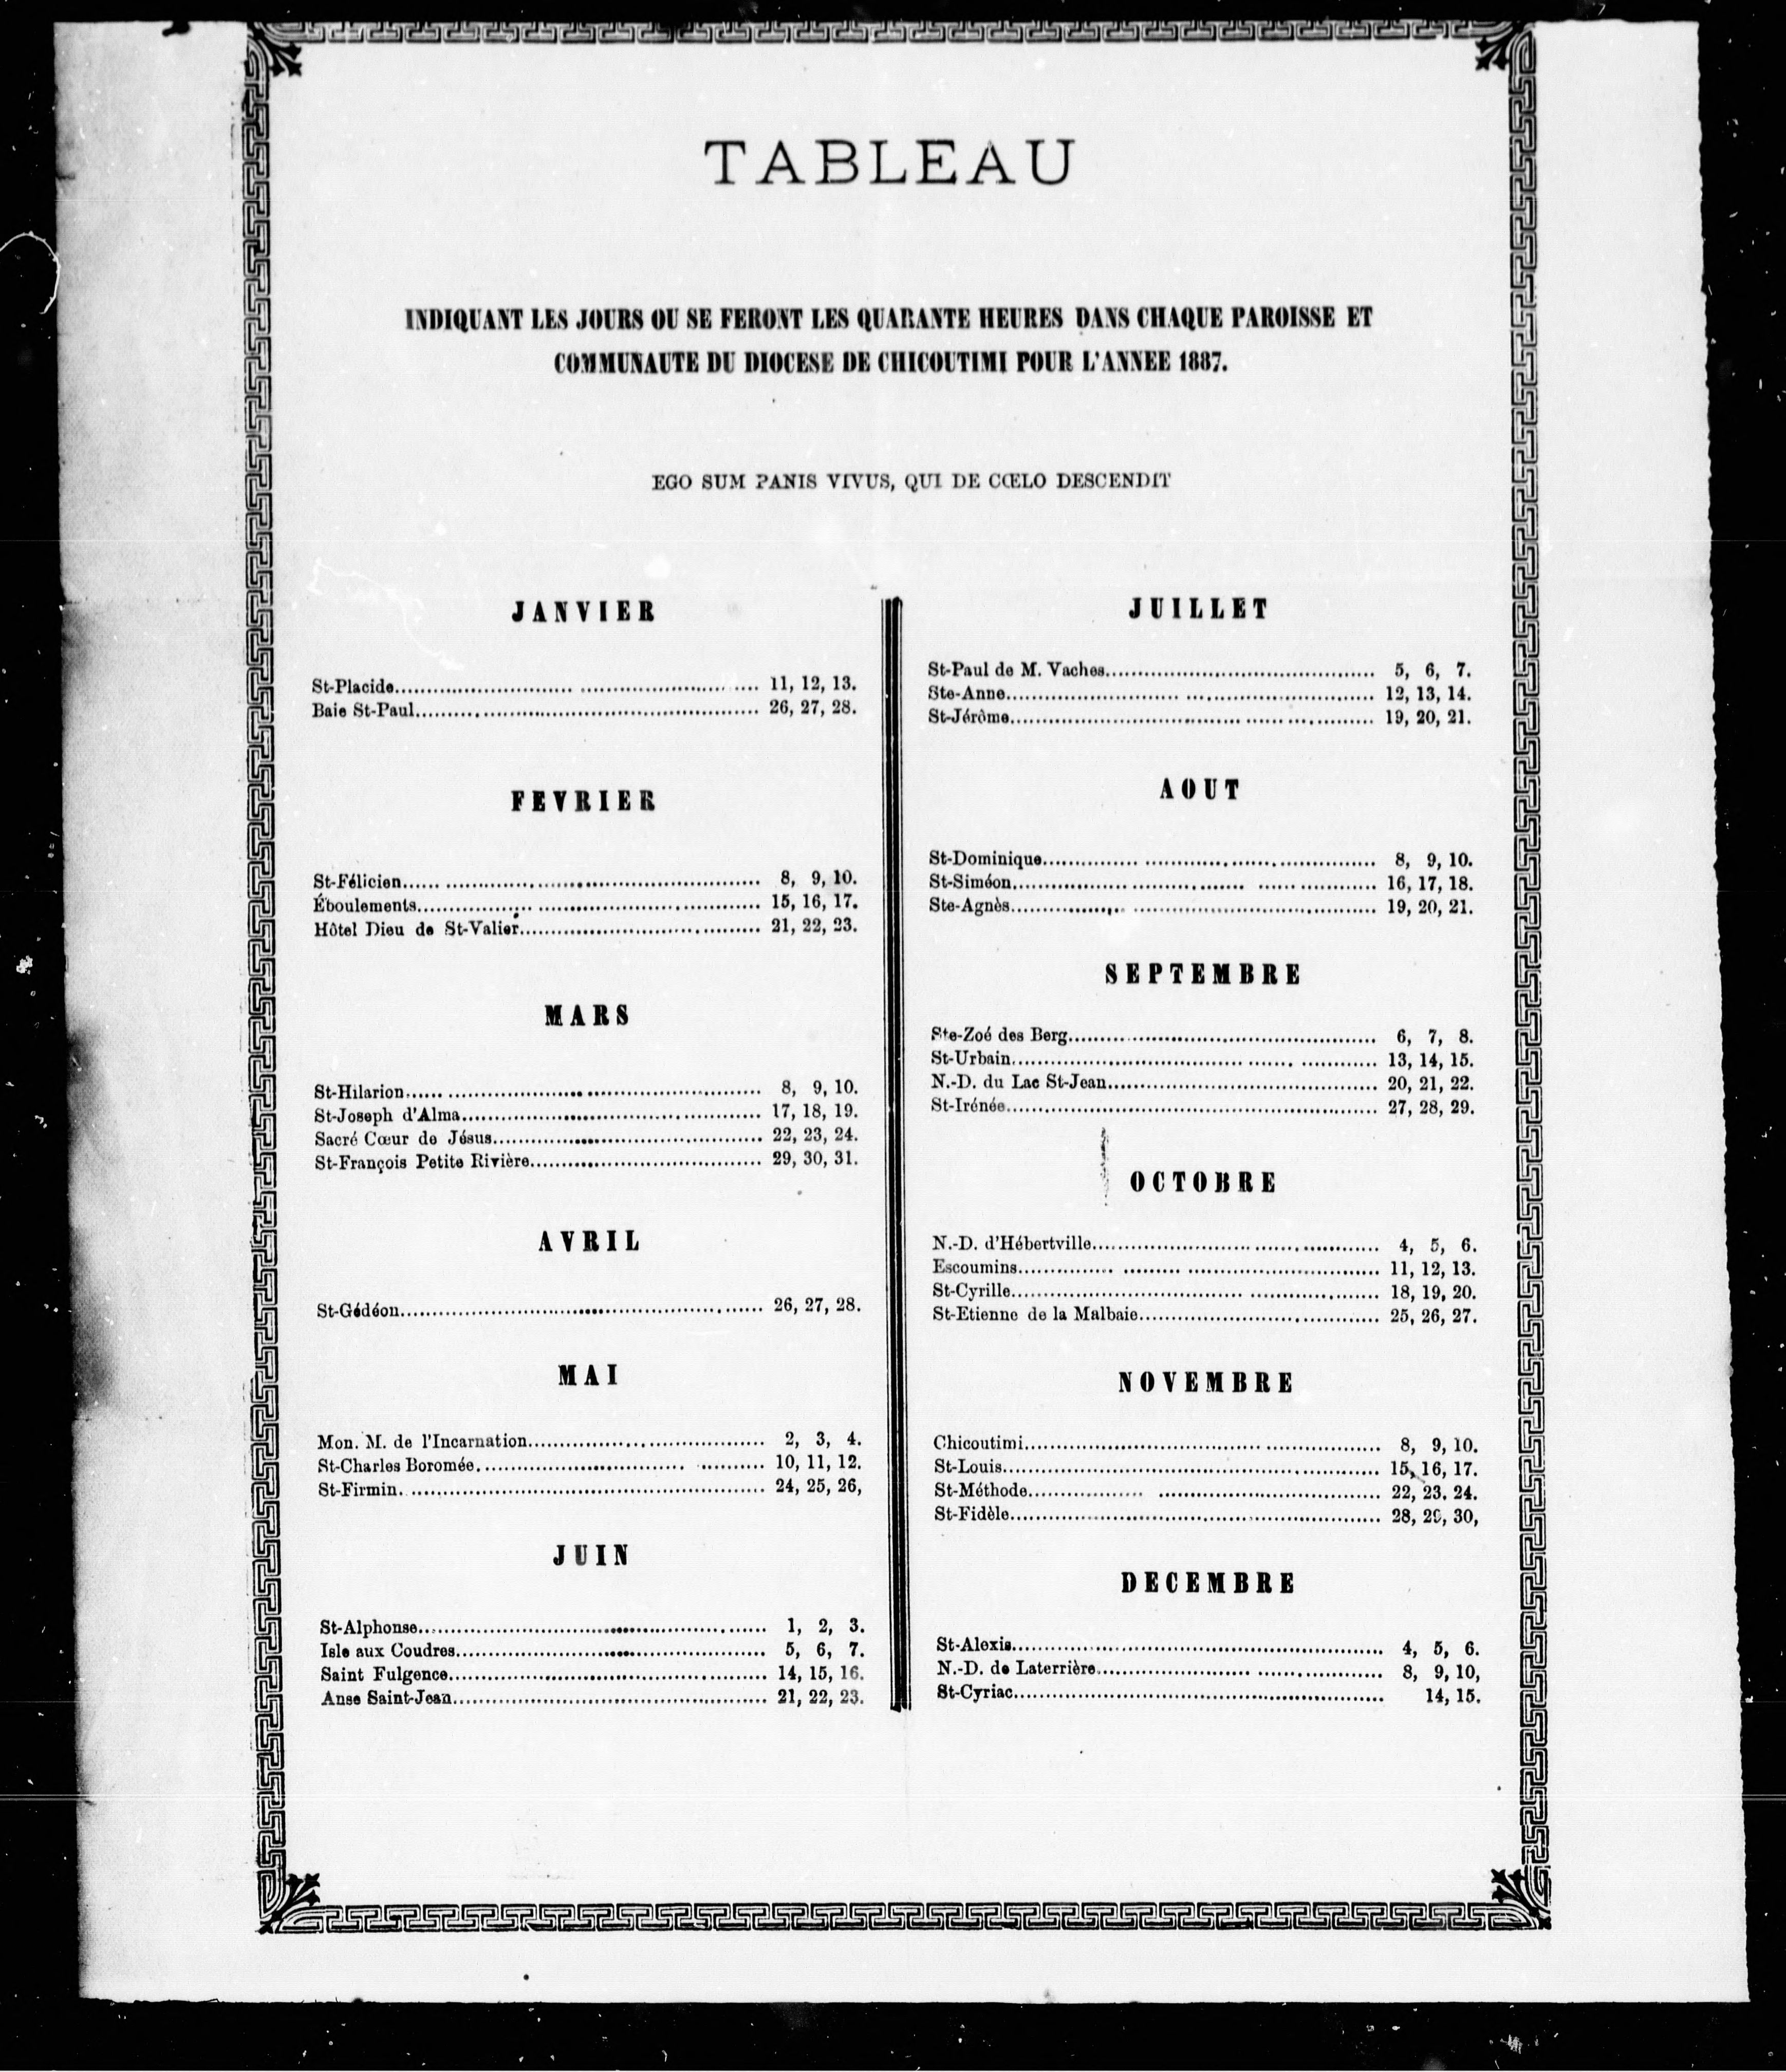 TABLEAU
INDIQUANT LES JOURS OU SE FERONT LES QUARANTE HEURES DANS CHAQUE PAROISSE ET
COMMUNAUTE DU DIOCESE DE CHICOUTIMI POUR L'ANNEE 1887.
EGO SUM PANIS VIVUS, QUI DE CŒLO DESCENDIT
JANVIER
St-Placide 11, 12, 13.
Baie St-Paul 26, 27, 28.
FEVRIER
St-Félicien 8, 9, 10.
Éboulements 15, 16, 17.
Hôtel Dieu de St-Valier 21, 22, 23.
MARS
St-Hilarion 8, 9, 10.
St-Joseph d'Alma 17, 18, 19.
Sacré Cœur de Jésus 22, 23, 24.
St-François Petite Rivière 29, 30, 31.
AVRIL
St-Gédéon 26, 27, 28.
MAI
Mon. M. de l'Incarnation 2, 3, 4.
St-Charles Boromée 10, 11, 12.
St-Firmin 24, 25, 26,
JUIN
St-Alphonse 1, 2, 3.
Isle aux Coudres 5, 6, 7.
Saint Fulgence 14, 15, 16.
Anse Saint-Jean 21, 22, 23.
JUILLET
St-Paul de M. Vaches 5, 6, 7.
Ste-Anne 12, 13, 14.
St-Jérôme 19, 20, 21.
AOUT
St-Dominique 8, 9, 10.
St-Siméon 16, 17, 18.
Ste-Agnès 19, 20, 21.
SEPTEMBRE
Ste-Zoé des Berg 6, 7, 8.
St-Urbain 13, 14, 15.
N.-D. du Lac St-Jean 20, 21, 22.
St-Irénée 27, 28, 29.
OCTOBRE
N.-D. d'Hébertville 4, 5, 6.
Escoumins 11, 12, 13.
St-Cyrille 18, 19, 20.
St-Etienne de la Malbaie 25, 26, 27.
NOVEMBRE
Chicoutimi 8, 9, 10.
St-Louis 15, 16, 17.
St-Méthode 22, 23. 24.
St-Fidèle 28, 29, 30,
DECEMBRE
St-Alexis 4, 5, 6.
N.-D. de Laterrière 8, 9, 10,
St-Cyriac 14, 15.